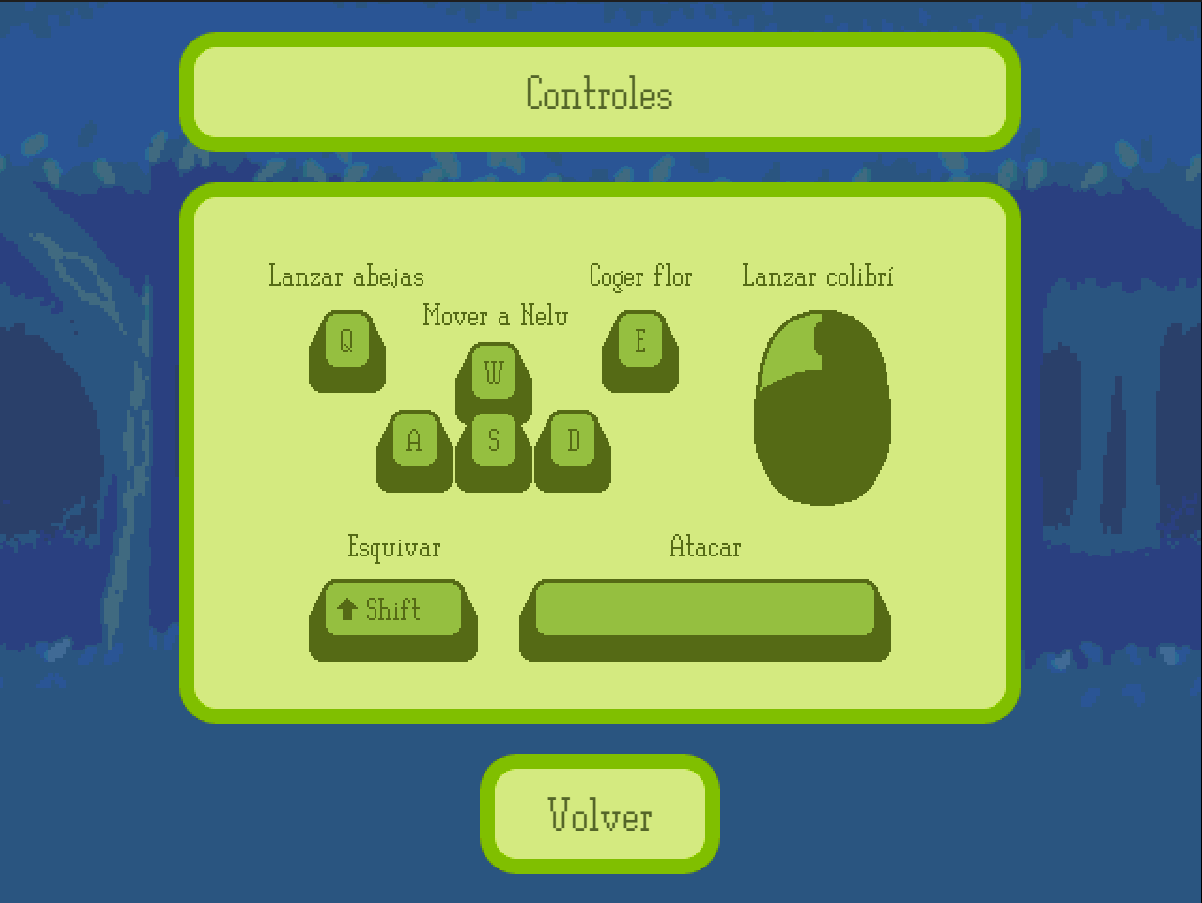 Controles
Lanzar abejas
Coger flor
Lanzar colibrí
Mover a Nelu
Q
E
W
A
S
D
Esquivar
Atacar
Shift
Volver